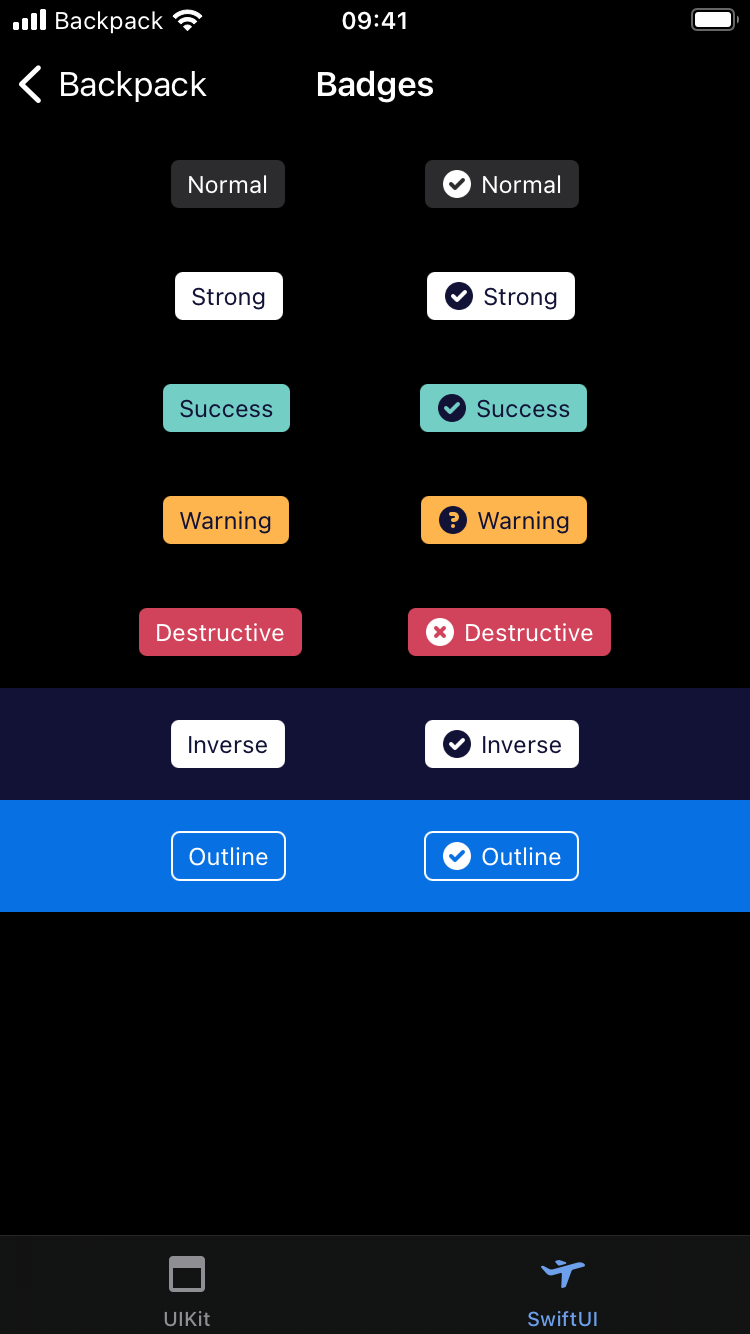 Backpack 09:41
Backpack Badges
Normal Normal
Strong Strong
Success Success
Warning Warning
Destructive Destructive
Inverse Inverse
Outline Outline
UIKit SwiftUI